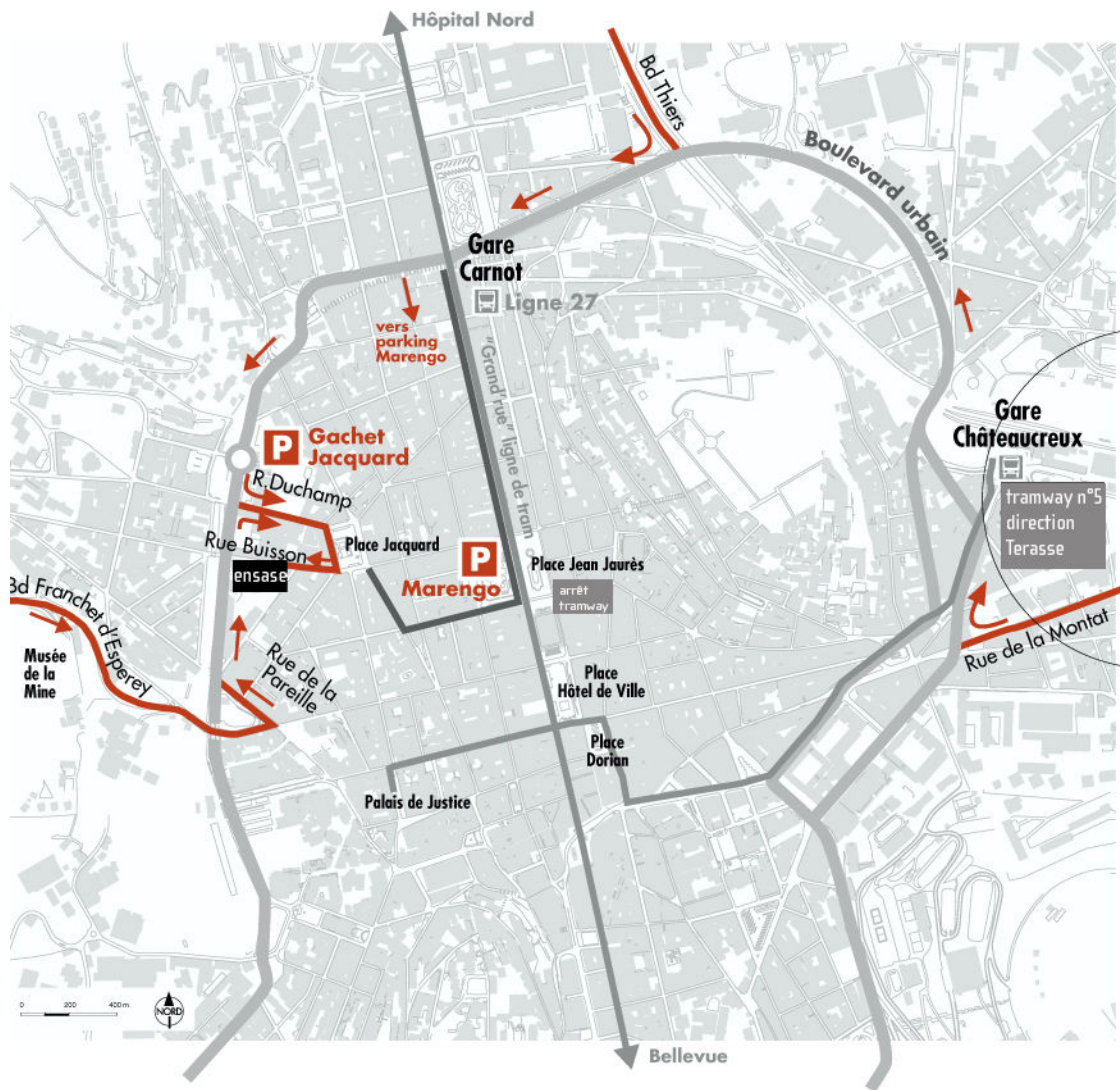 Hôpital Nord
Bd Thiers
Boulevard urbain
Gare
Carnot
Ligne 27
vers
parking
Marengo
"Grand'rue" ligne de tram
Gare
Châteaucreux
tramway n°5
direction
Terasse
P
Gachet
Jacquard
R.Duchamp
Rue Buisson
ensase
Place Jacquard
P
Marengo
Place Jean Jaurès
arrêt
tramway
Bd Franchet d'Esperey
Musée
de la
Mine
Rue de la
Pareille
Rue de la Montat
Place
Hôtel de Ville
Place
Dorian
Palais de Justice
0 200 400 m
NORD
Bellevue